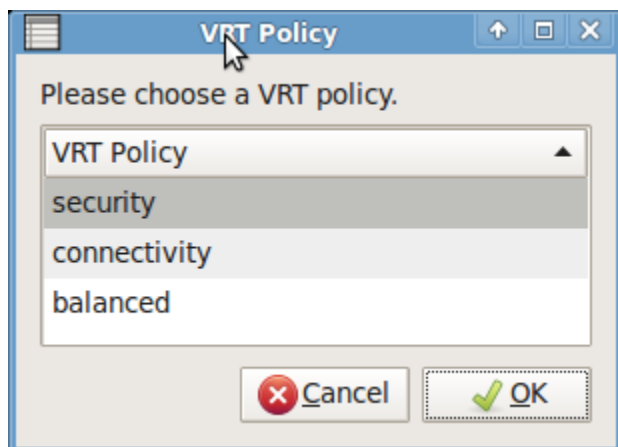 VRT Policy
Please choose a VRT policy.
VRT Policy
security
connectivity
balanced
Cancel OK